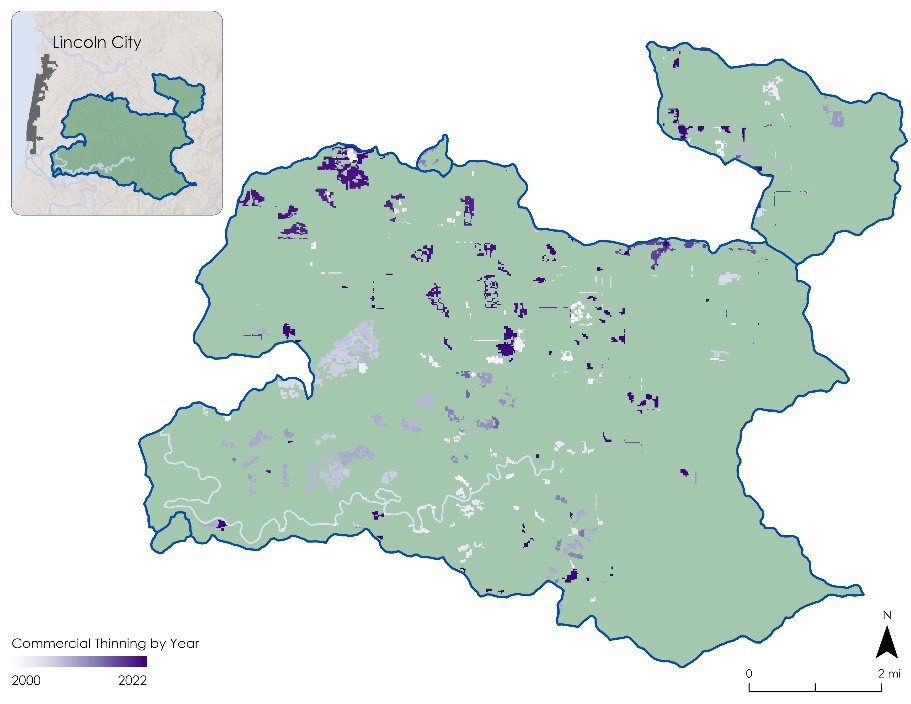 Lincoln City
Commercial Thinning by Year
2000 2022
N
0 2 mi